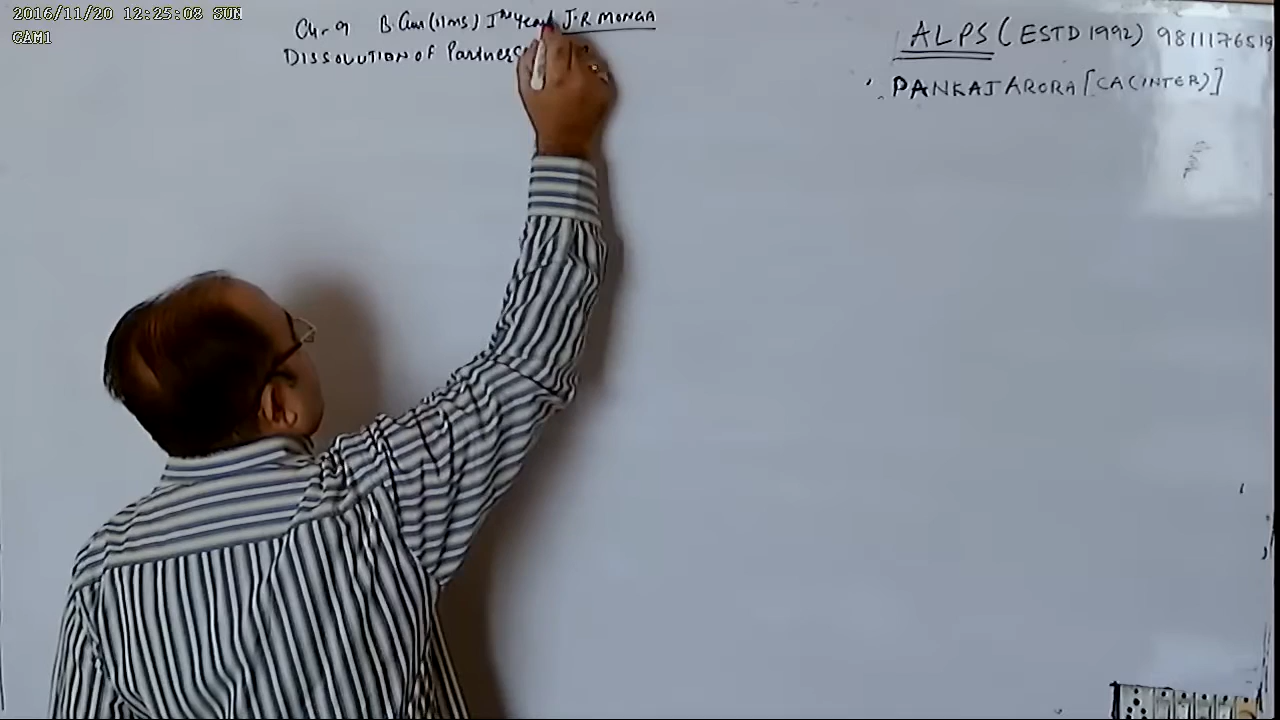 2016/11/20 12:25:08 SUN
CAM1
Ch. 9 B Com (Hons) Ist Year J.R MONGA
DISSOLUTION OF Partners
ALPS (ESTD 1992) 9811176519
PANKAJ ARORA [CA (INTER)]